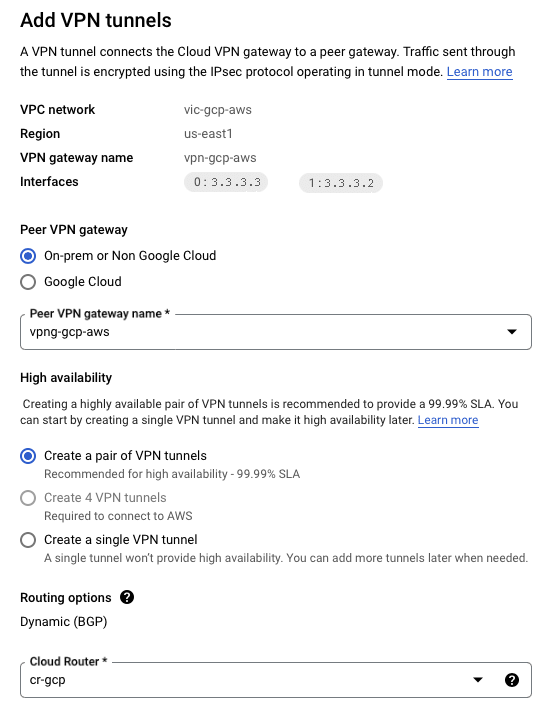 Add VPN tunnels
A VPN tunnel connects the Cloud VPN gateway to a peer gateway. Traffic sent through
the tunnel is encrypted using the IPsec protocol operating in tunnel mode. Learn more
VPC network vic-gcp-aws
Region us-east1
VPN gateway name vpn-gcp-aws
Interfaces 0:3.3.3.3 1:3.3.3.2
Peer VPN gateway
On-prem or Non Google Cloud
Google Cloud
Peer VPN gateway name *
vpng-gcp-aws
High availability
Creating a highly available pair of VPN tunnels is recommended to provide a 99.99% SLA. You
can start by creating a single VPN tunnel and make it high availability later. Learn more
Create a pair of VPN tunnels
Recommended for high availability - 99.99% SLA
Create 4 VPN tunnels
Required to connect to AWS
Create a single VPN tunnel
A single tunnel won't provide high availability. You can add more tunnels later when needed.
Routing options ?
Dynamic (BGP)
Cloud Router *
cr-gcp ?